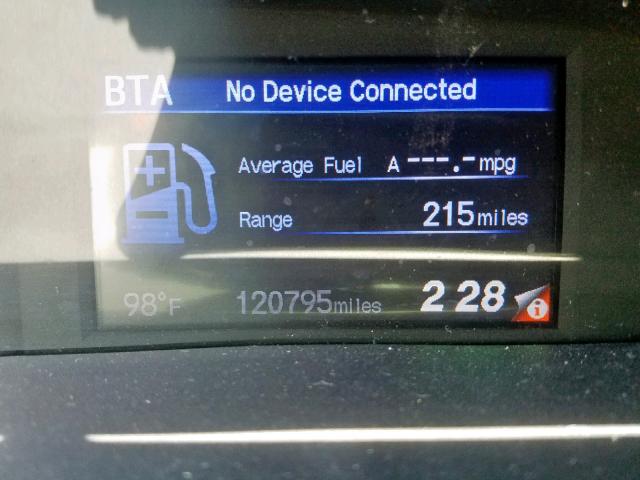 BTA No Device Connected
Average Fuel A ---.- mpg
Range 215 miles
98°F 120795 miles 2 28 i